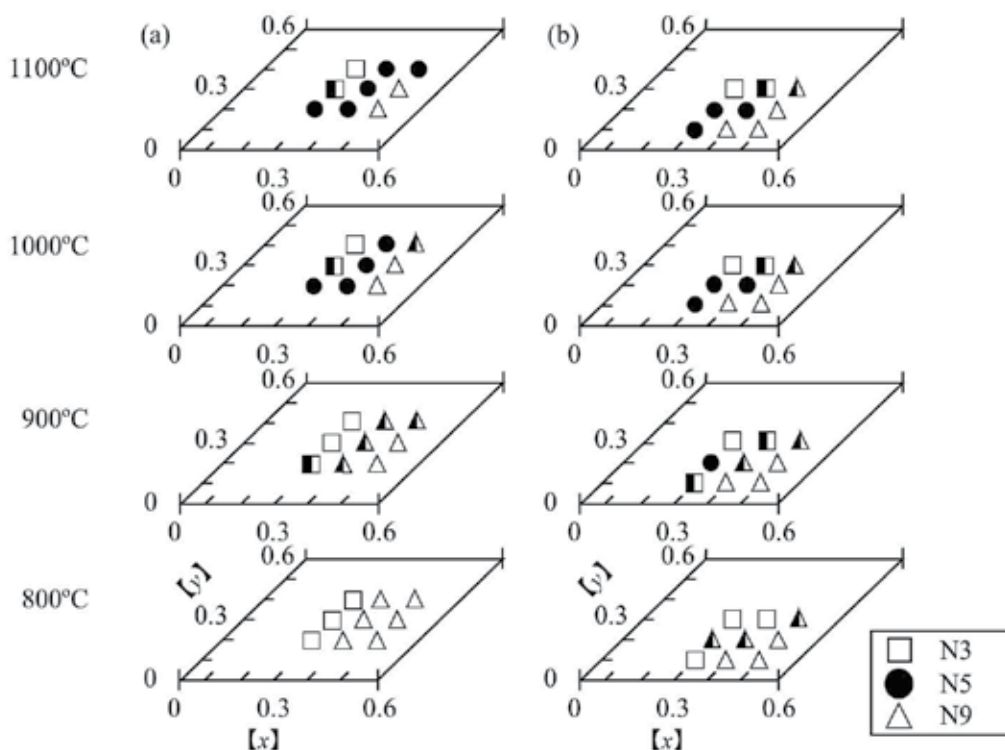 (a) (b)
1100°C 0.6 0.3 0 0 0.3 0.6 0.6 0.3 0 0 0.3 0.6
1000°C 0.6 0.3 0 0 0.3 0.6 0.6 0.3 0 0 0.3 0.6
900°C 0.6 0.3 0 0 0.3 0.6 0.6 0.3 0 0 0.3 0.6
800°C 0.6 【y】 0.3 0 0 0.3 0.6 0.6 【y】 0.3 0 0 0.3 0.6
【x】 【x】
N3
N5
N9